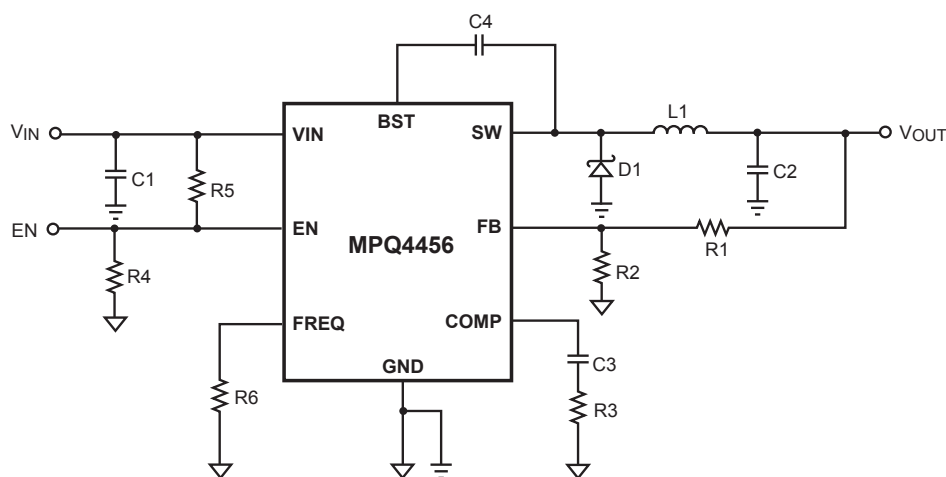 C4
VIN
BST
VIN
SW
L1
VOUT
C1
R5
D1
C2
EN
EN
FB
MPQ4456
R1
R4
R2
FREQ
COMP
C3
GND
R6
R3